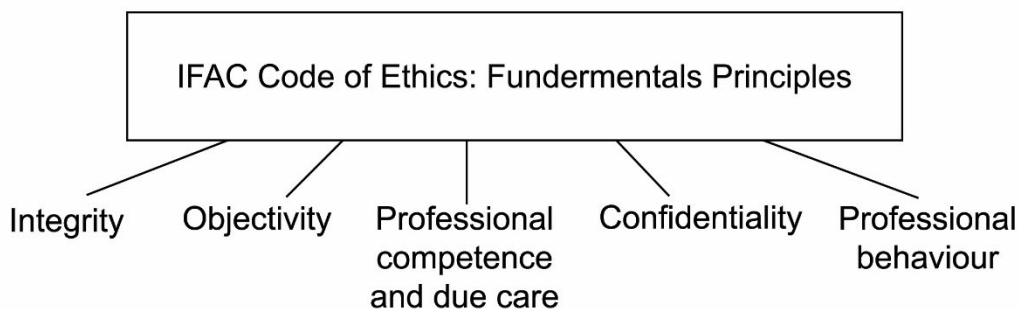 IFAC Code of Ethics: Fundermentals Principles
Integrity
Objectivity
Professional
competence
and due care
Confidentiality
Professional
behaviour